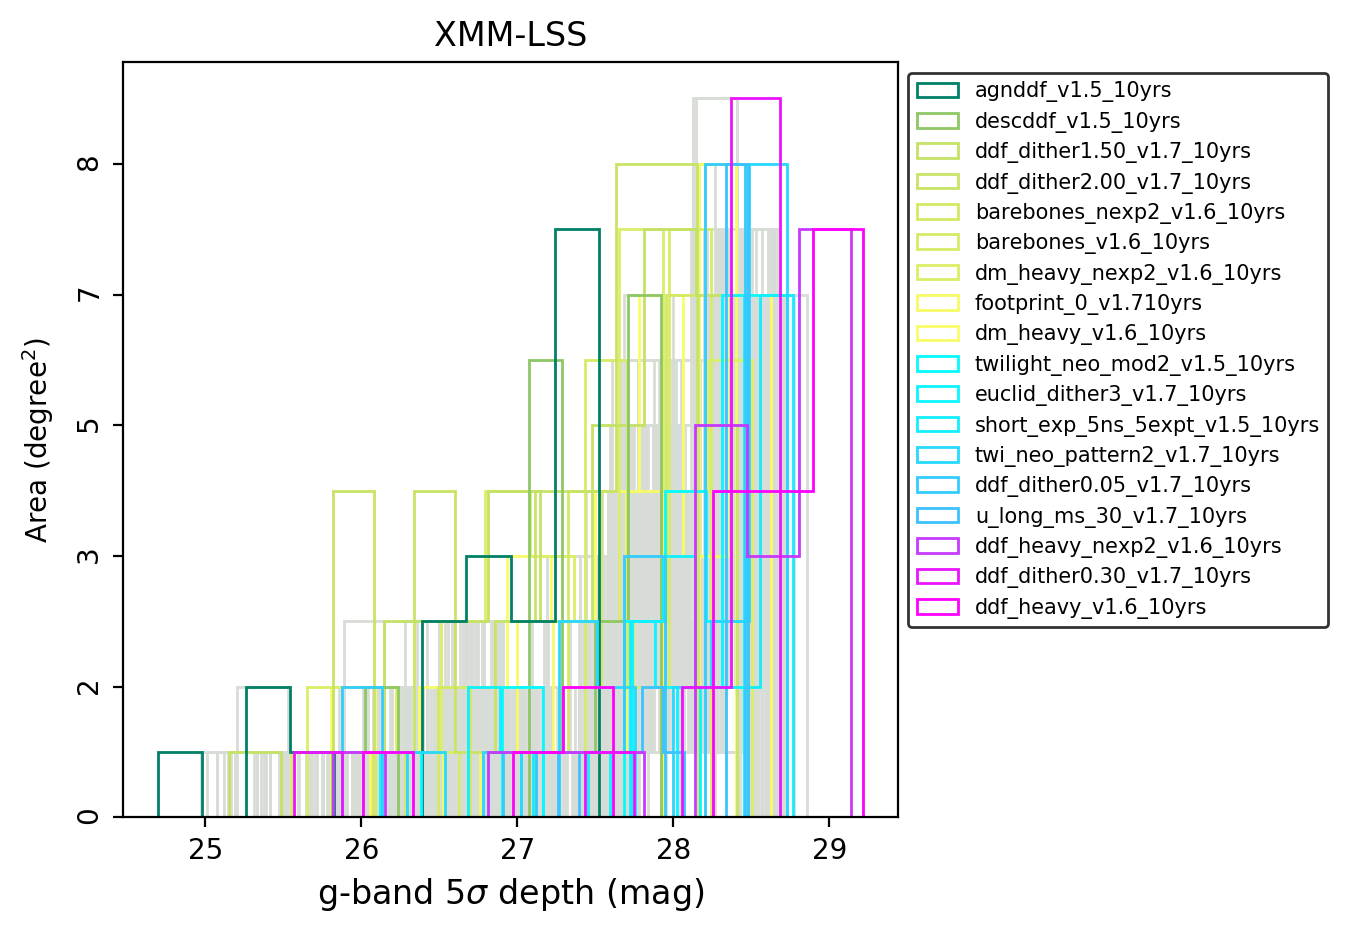 XMM-LSS
Area (degree²)
8
7
5
3
2
0
25 26 27 28 29
g-band 5σ depth (mag)
agnddf_v1.5_10yrs
descddf_v1.5_10yrs
ddf_dither1.50_v1.7_10yrs
ddf_dither2.00_v1.7_10yrs
barebones_nexp2_v1.6_10yrs
barebones_v1.6_10yrs
dm_heavy_nexp2_v1.6_10yrs
footprint_0_v1.710yrs
dm_heavy_v1.6_10yrs
twilight_neo_mod2_v1.5_10yrs
euclid_dither3_v1.7_10yrs
short_exp_5ns_5expt_v1.5_10yrs
twi_neo_pattern2_v1.7_10yrs
ddf_dither0.05_v1.7_10yrs
u_long_ms_30_v1.7_10yrs
ddf_heavy_nexp2_v1.6_10yrs
ddf_dither0.30_v1.7_10yrs
ddf_heavy_v1.6_10yrs